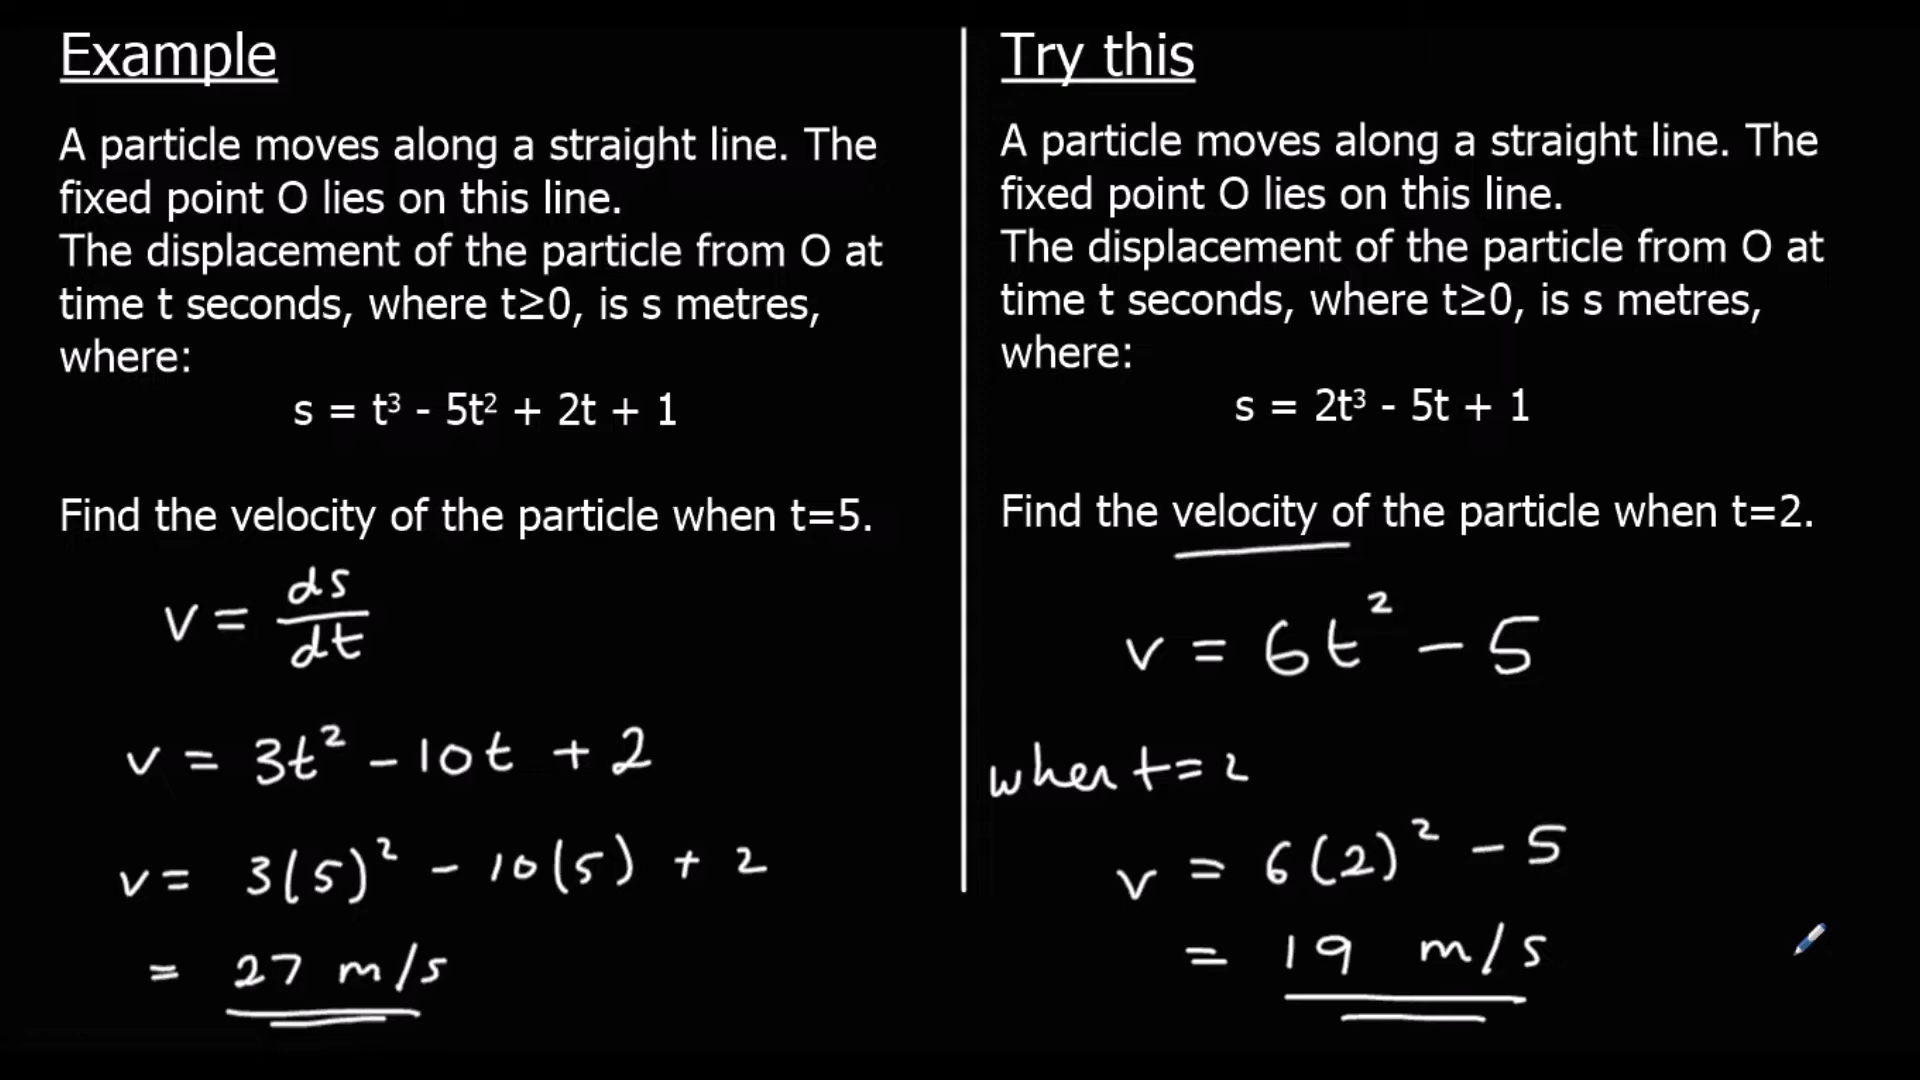 Example
A particle moves along a straight line. The
fixed point O lies on this line.
The displacement of the particle from O at
time t seconds, where t≥0, is s metres,
where:
s = t³ - 5t² + 2t + 1
Find the velocity of the particle when t=5.
v = ds/dt
v = 3t² - 10t + 2
v = 3(5)² - 10(5) + 2
= 27 m/s
Try this
A particle moves along a straight line. The
fixed point O lies on this line.
The displacement of the particle from O at
time t seconds, where t≥0, is s metres,
where:
s = 2t³ - 5t + 1
Find the velocity of the particle when t=2.
v = 6t² - 5
when t = 2
v = 6(2)² - 5
= 19 m/s